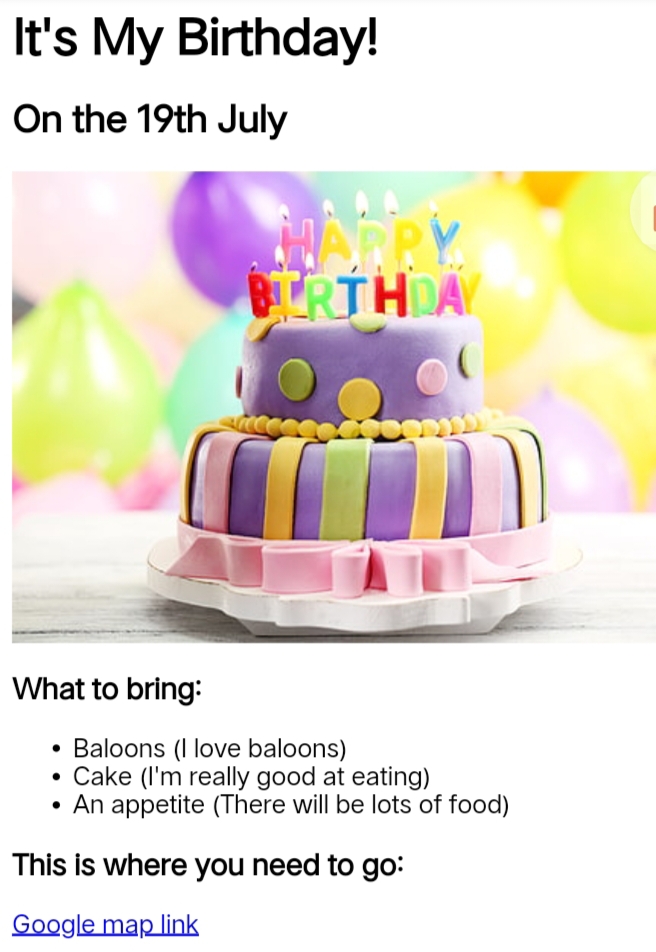 It's My Birthday!
On the 19th July
HAPPY
BIRTHDAY
What to bring:
Baloons (I love baloons)
Cake (I'm really good at eating)
An appetite (There will be lots of food)
This is where you need to go:
Google map link